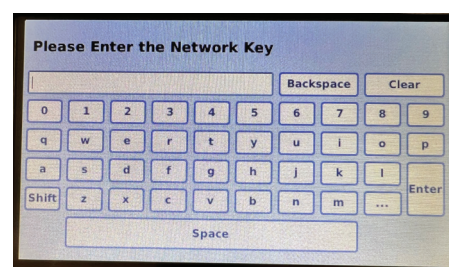 Please Enter the Network Key
Backspace Clear
0 1 2 3 4 5 6 7 8 9
q w e r t y u i o p
a s d f g h j k l Enter
Shift z x c v b n m ...
Space